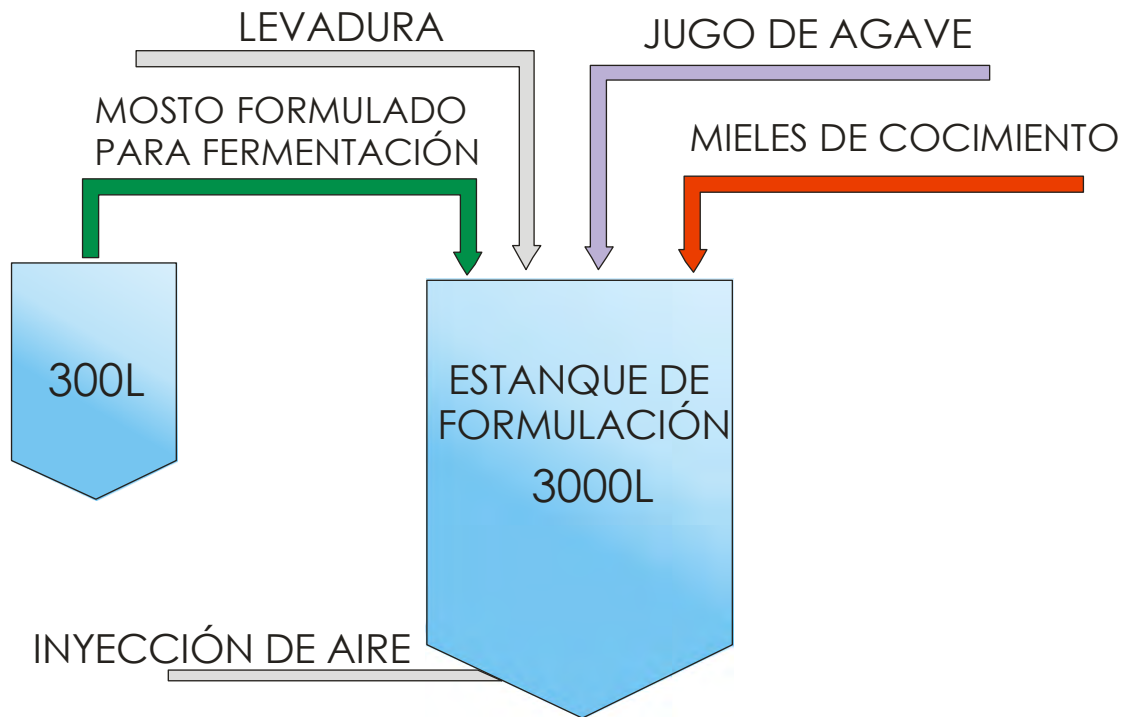 LEVADURA
JUGO DE AGAVE
MOSTO FORMULADO
PARA FERMENTACIÓN
MIELES DE COCIMIENTO
300L
ESTANQUE DE
FORMULACIÓN
3000L
INYECCIÓN DE AIRE